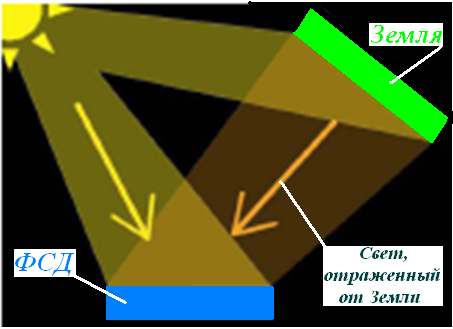 Земля
ФСД
Свет,
отраженный
от Земли